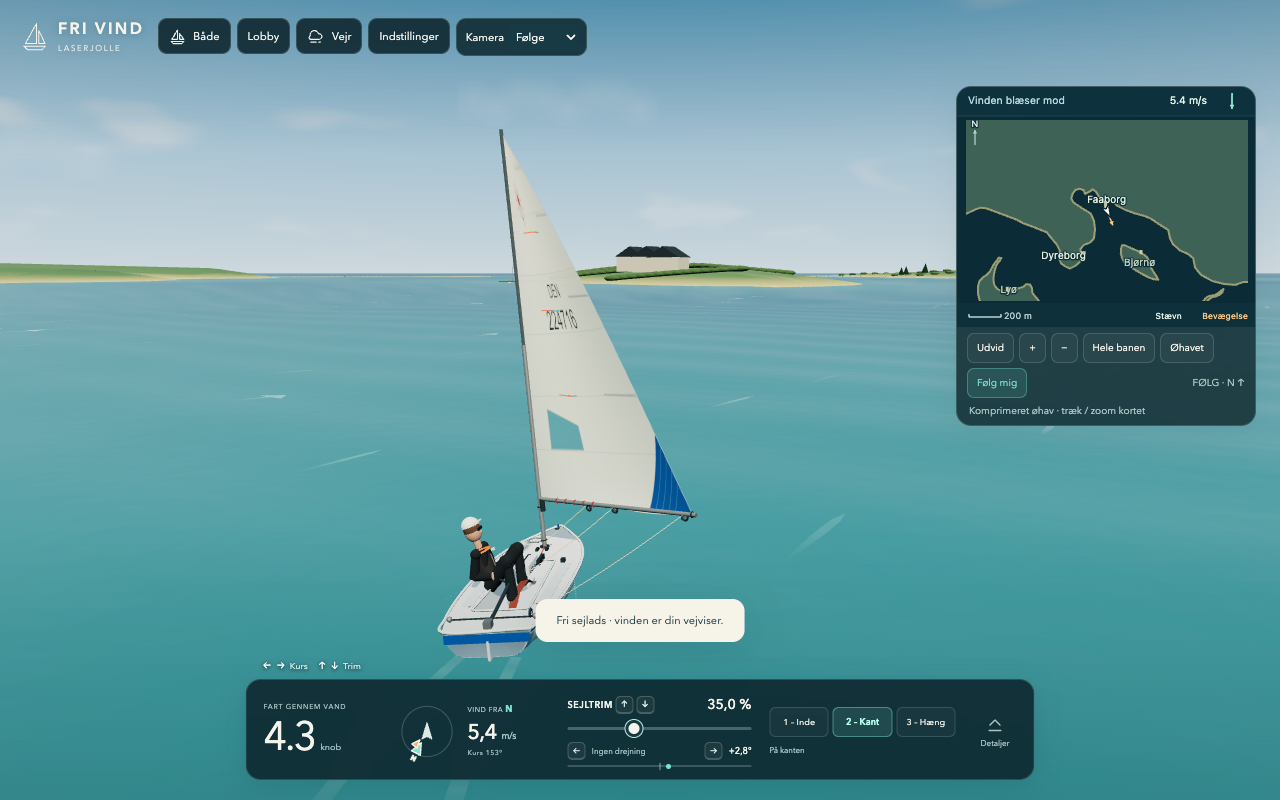 FRI VIND
LASERJOLLE
Både
Lobby
Vejr
Indstillinger
Kamera Følge
Vinden blæser mod 5.4 m/s
N
Faaborg
Dyreborg
Bjørnø
Lyø
200 m Stævn Bevægelse
Udvid + − Hele banen Øhavet
Følg mig FØLG · N ↑
Komprimeret øhav · træk / zoom kortet
DEN
224716
Fri sejlads · vinden er din vejviser.
← → Kurs ↑ ↓ Trim
FART GENNEM VAND
4.3 knob
N
VIND FRA N
5,4 m/s
Kurs 153°
SEJLTRIM ↑ ↓ 35,0 %
← Ingen drejning → +2,8°
1 – Inde 2 – Kant 3 – Hæng
På kanten
Detaljer